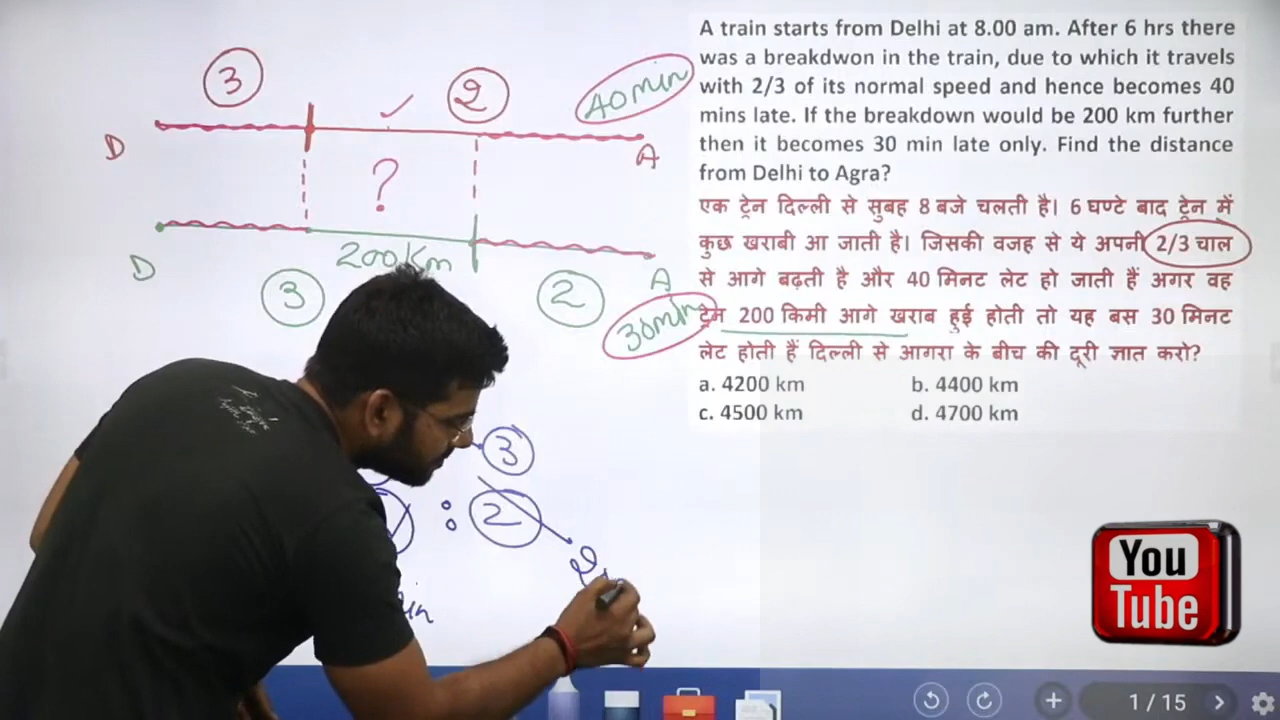 A train starts from Delhi at 8.00 am. After 6 hrs there
was a breakdwon in the train, due to which it travels
with 2/3 of its normal speed and hence becomes 40
mins late. If the breakdown would be 200 km further
then it becomes 30 min late only. Find the distance
from Delhi to Agra?
एक ट्रेन दिल्ली से सुबह 8 बजे चलती है। 6 घण्टे बाद ट्रेन में
कुछ खराबी आ जाती है। जिसकी वजह से ये अपनी 2/3 चाल
से आगे बढ़ती है और 40 मिनट लेट हो जाती हैं अगर वह
ट्रेन 200 किमी आगे खराब हुई होती तो यह बस 30 मिनट
लेट होती हैं दिल्ली से आगरा के बीच की दूरी ज्ञात करो?
a. 4200 km b. 4400 km
c. 4500 km d. 4700 km
3 2 40min
D A
?
200Km
D A
3 2 30min
3
: 2
You
Tube
1 / 15